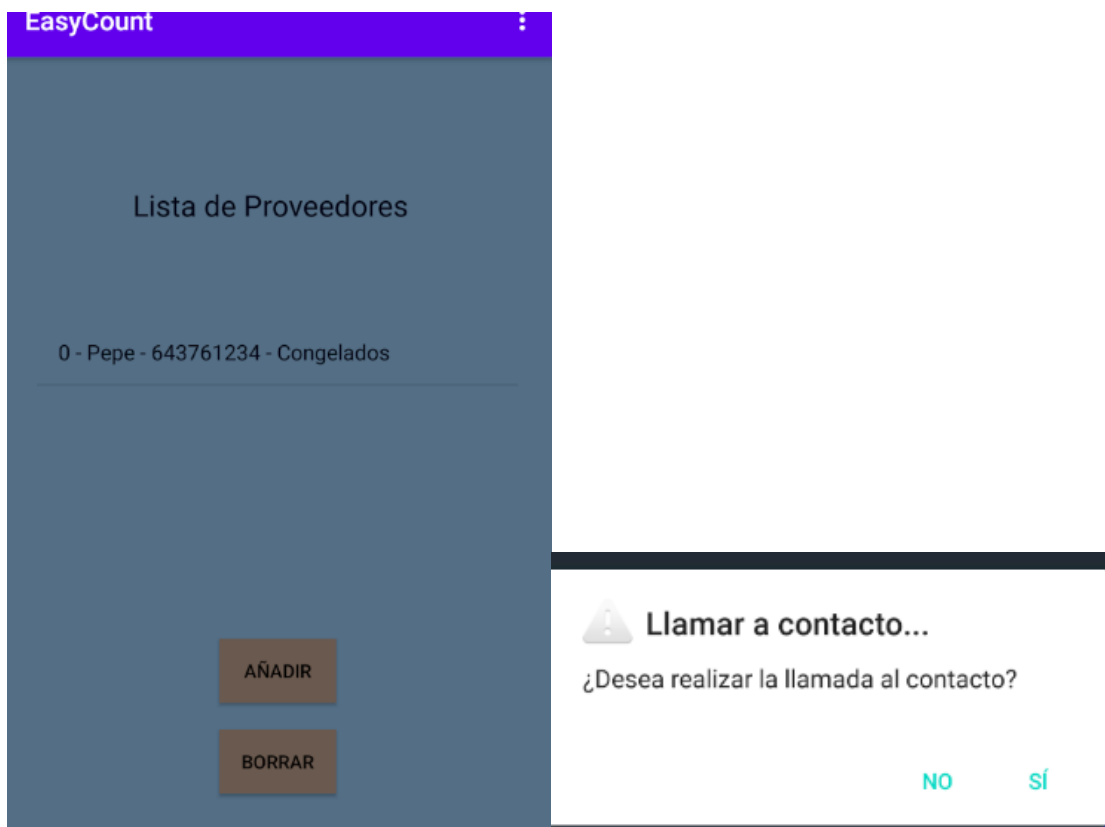 EasyCount
Lista de Proveedores
0 - Pepe - 643761234 - Congelados
AÑADIR
BORRAR
Llamar a contacto...
¿Desea realizar la llamada al contacto?
NO SÍ